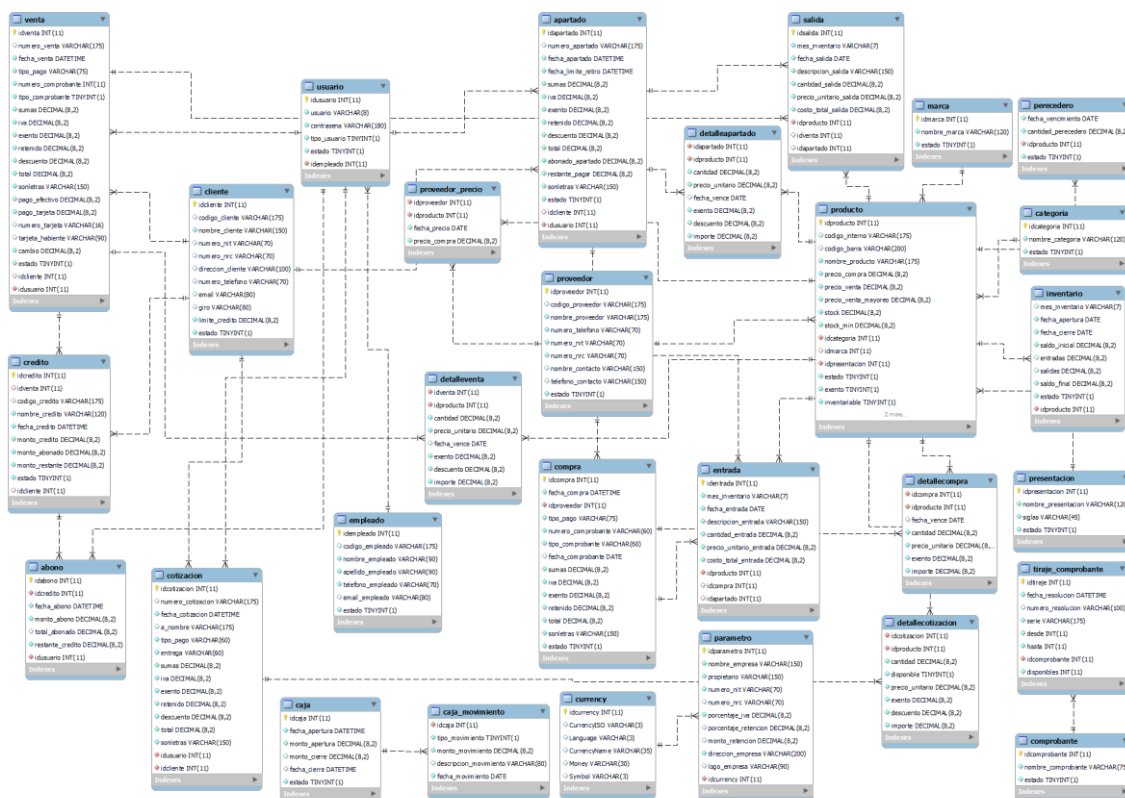 venta
idventa INT(11)
numero_venta VARCHAR(175)
fecha_venta DATETIME
tipo_pago VARCHAR(75)
numero_comprobante INT(11)
tipo_comprobante TINYINT(1)
sumas DECIMAL(8,2)
iva DECIMAL(8,2)
exento DECIMAL(8,2)
retenido DECIMAL(8,2)
descuento DECIMAL(8,2)
total DECIMAL(8,2)
sonletras VARCHAR(150)
pago_efectivo DECIMAL(8,2)
pago_tarjeta DECIMAL(8,2)
numero_tarjeta VARCHAR(16)
tarjeta_habiente VARCHAR(90)
cambio DECIMAL(8,2)
estado TINYINT(1)
idcliente INT(11)
idusuario INT(11)
Indexes
usuario
idusuario INT(11)
usuario VARCHAR(8)
contrasena VARCHAR(180)
tipo_usuario TINYINT(1)
estado TINYINT(1)
idempleado INT(11)
Indexes
apartado
idapartado INT(11)
numero_apartado VARCHAR(175)
fecha_apartado DATETIME
fecha_limite_retiro DATETIME
sumas DECIMAL(8,2)
iva DECIMAL(8,2)
exento DECIMAL(8,2)
retenido DECIMAL(8,2)
descuento DECIMAL(8,2)
total DECIMAL(8,2)
abonado_apartado DECIMAL(8,2)
restante_pagar DECIMAL(8,2)
sonletras VARCHAR(150)
estado TINYINT(1)
idcliente INT(11)
idusuario INT(11)
Indexes
salida
idsalida INT(11)
mes_inventario VARCHAR(7)
fecha_salida DATE
descripcion_salida VARCHAR(150)
cantidad_salida DECIMAL(8,2)
precio_unitario_salida DECIMAL(8,2)
costo_total_salida DECIMAL(8,2)
idproducto INT(11)
idventa INT(11)
idapartado INT(11)
Indexes
marca
idmarca INT(11)
nombre_marca VARCHAR(120)
estado TINYINT(1)
Indexes
perecedero
fecha_vencimiento DATE
cantidad_perecedero DECIMAL(8,2)
idproducto INT(11)
estado TINYINT(1)
Indexes
detalleapartado
idapartado INT(11)
idproducto INT(11)
cantidad DECIMAL(8,2)
precio_unitario DECIMAL(8,2)
fecha_vence DATE
exento DECIMAL(8,2)
descuento DECIMAL(8,2)
importe DECIMAL(8,2)
Indexes
cliente
idcliente INT(11)
codigo_cliente VARCHAR(175)
nombre_cliente VARCHAR(150)
numero_nit VARCHAR(70)
numero_nrc VARCHAR(70)
direccion_cliente VARCHAR(100)
numero_telefono VARCHAR(70)
email VARCHAR(80)
giro VARCHAR(80)
limite_credito DECIMAL(8,2)
estado TINYINT(1)
Indexes
proveedor_precio
idproveedor INT(11)
idproducto INT(11)
fecha_precio DATE
precio_compra DECIMAL(8,2)
Indexes
producto
idproducto INT(11)
codigo_interno VARCHAR(175)
codigo_barra VARCHAR(200)
nombre_producto VARCHAR(175)
precio_compra DECIMAL(8,2)
precio_venta DECIMAL(8,2)
precio_venta_mayoreo DECIMAL(8,2)
stock DECIMAL(8,2)
stock_min DECIMAL(8,2)
idcategoria INT(11)
idmarca INT(11)
idpresentacion INT(11)
estado TINYINT(1)
exento TINYINT(1)
inventariable TINYINT(1)
2 more...
Indexes
categoria
idcategoria INT(11)
nombre_categoria VARCHAR(120)
estado TINYINT(1)
Indexes
proveedor
idproveedor INT(11)
codigo_proveedor VARCHAR(175)
nombre_proveedor VARCHAR(175)
numero_telefono VARCHAR(70)
numero_nit VARCHAR(70)
numero_nrc VARCHAR(70)
nombre_contacto VARCHAR(150)
telefono_contacto VARCHAR(150)
estado TINYINT(1)
Indexes
inventario
mes_inventario VARCHAR(7)
fecha_apertura DATE
fecha_cierre DATE
saldo_inicial DECIMAL(8,2)
entradas DECIMAL(8,2)
salidas DECIMAL(8,2)
saldo_final DECIMAL(8,2)
estado TINYINT(1)
idproducto INT(11)
Indexes
credito
idcredito INT(11)
idventa INT(11)
codigo_credito VARCHAR(175)
nombre_credito VARCHAR(120)
fecha_credito DATETIME
monto_credito DECIMAL(8,2)
monto_abonado DECIMAL(8,2)
monto_restante DECIMAL(8,2)
estado TINYINT(1)
idcliente INT(11)
Indexes
detalleventa
idventa INT(11)
idproducto INT(11)
cantidad DECIMAL(8,2)
precio_unitario DECIMAL(8,2)
fecha_vence DATE
exento DECIMAL(8,2)
descuento DECIMAL(8,2)
importe DECIMAL(8,2)
Indexes
compra
idcompra INT(11)
fecha_compra DATETIME
idproveedor INT(11)
tipo_pago VARCHAR(75)
numero_comprobante VARCHAR(60)
tipo_comprobante VARCHAR(60)
fecha_comprobante DATE
sumas DECIMAL(8,2)
iva DECIMAL(8,2)
exento DECIMAL(8,2)
retenido DECIMAL(8,2)
total DECIMAL(8,2)
sonletras VARCHAR(150)
estado TINYINT(1)
Indexes
entrada
identrada INT(11)
mes_inventario VARCHAR(7)
fecha_entrada DATE
descripcion_entrada VARCHAR(150)
cantidad_entrada DECIMAL(8,2)
precio_unitario_entrada DECIMAL(8,2)
costo_total_entrada DECIMAL(8,2)
idproducto INT(11)
idcompra INT(11)
idapartado INT(11)
Indexes
detallecompra
idcompra INT(11)
idproducto INT(11)
fecha_vence DATE
cantidad DECIMAL(8,2)
precio_unitario DECIMAL(8,...
exento DECIMAL(8,2)
importe DECIMAL(8,2)
Indexes
presentacion
idpresentacion INT(11)
nombre_presentacion VARCHAR(120
siglas VARCHAR(45)
estado TINYINT(1)
Indexes
empleado
idempleado INT(11)
codigo_empleado VARCHAR(175)
nombre_empleado VARCHAR(90)
apellido_empleado VARCHAR(90)
telefono_empleado VARCHAR(70)
email_empleado VARCHAR(80)
estado TINYINT(1)
Indexes
abono
idabono INT(11)
idcredito INT(11)
fecha_abono DATETIME
monto_abono DECIMAL(8,2)
total_abonado DECIMAL(8,2)
restante_credito DECIMAL(8,2)
idusuario INT(11)
Indexes
cotizacion
idcotizacion INT(11)
numero_cotizacion VARCHAR(175)
fecha_cotizacion DATETIME
a_nombre VARCHAR(175)
tipo_pago VARCHAR(60)
entrega VARCHAR(60)
sumas DECIMAL(8,2)
iva DECIMAL(8,2)
exento DECIMAL(8,2)
retenido DECIMAL(8,2)
descuento DECIMAL(8,2)
total DECIMAL(8,2)
sonletras VARCHAR(150)
idusuario INT(11)
idcliente INT(11)
Indexes
tiraje_comprobante
idtiraje INT(11)
fecha_resolucion DATETIME
numero_resolucion VARCHAR(100)
serie VARCHAR(175)
desde INT(11)
hasta INT(11)
idcomprobante INT(11)
disponibles INT(11)
Indexes
detallecotizacion
idcotizacion INT(11)
idproducto INT(11)
cantidad DECIMAL(8,2)
disponible TINYINT(1)
precio_unitario DECIMAL(8,2)
exento DECIMAL(8,2)
descuento DECIMAL(8,2)
importe DECIMAL(8,2)
Indexes
parametro
idparametro INT(11)
nombre_empresa VARCHAR(150)
propietario VARCHAR(150)
numero_nit VARCHAR(70)
numero_nrc VARCHAR(70)
porcentaje_iva DECIMAL(8,2)
porcentaje_retencion DECIMAL(8,2)
monto_retencion DECIMAL(8,2)
direccion_empresa VARCHAR(200)
logo_empresa VARCHAR(90)
idcurrency INT(11)
Indexes
caja
idcaja INT(11)
fecha_apertura DATETIME
monto_apertura DECIMAL(8,2)
monto_cierre DECIMAL(8,2)
fecha_cierre DATETIME
estado TINYINT(1)
Indexes
caja_movimiento
idcaja INT(11)
tipo_movimiento TINYINT(1)
monto_movimiento DECIMAL(8,2)
descripcion_movimiento VARCHAR(80)
fecha_movimiento DATE
Indexes
currency
idcurrency INT(11)
CurrencyISO VARCHAR(3)
Language VARCHAR(3)
CurrencyName VARCHAR(35)
Money VARCHAR(30)
Symbol VARCHAR(3)
Indexes
comprobante
idcomprobante INT(11)
nombre_comprobante VARCHAR(75
estado TINYINT(1)
Indexes